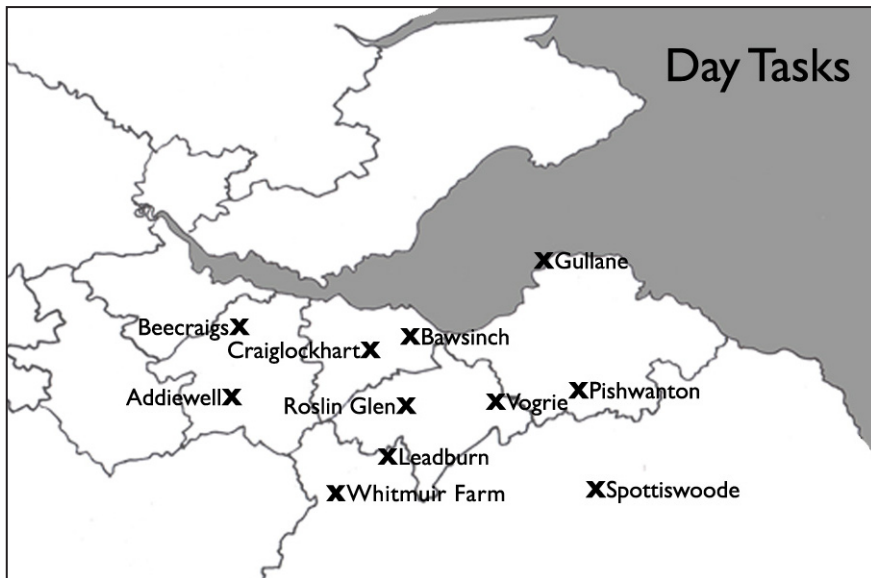 Day Tasks
Gullane
Beecraigs
Bawsinch
Craiglockhart
Pishwanton
Addiewell
Roslin Glen
Vogrie
Leadburn
Whitmuir Farm
Spottiswoode